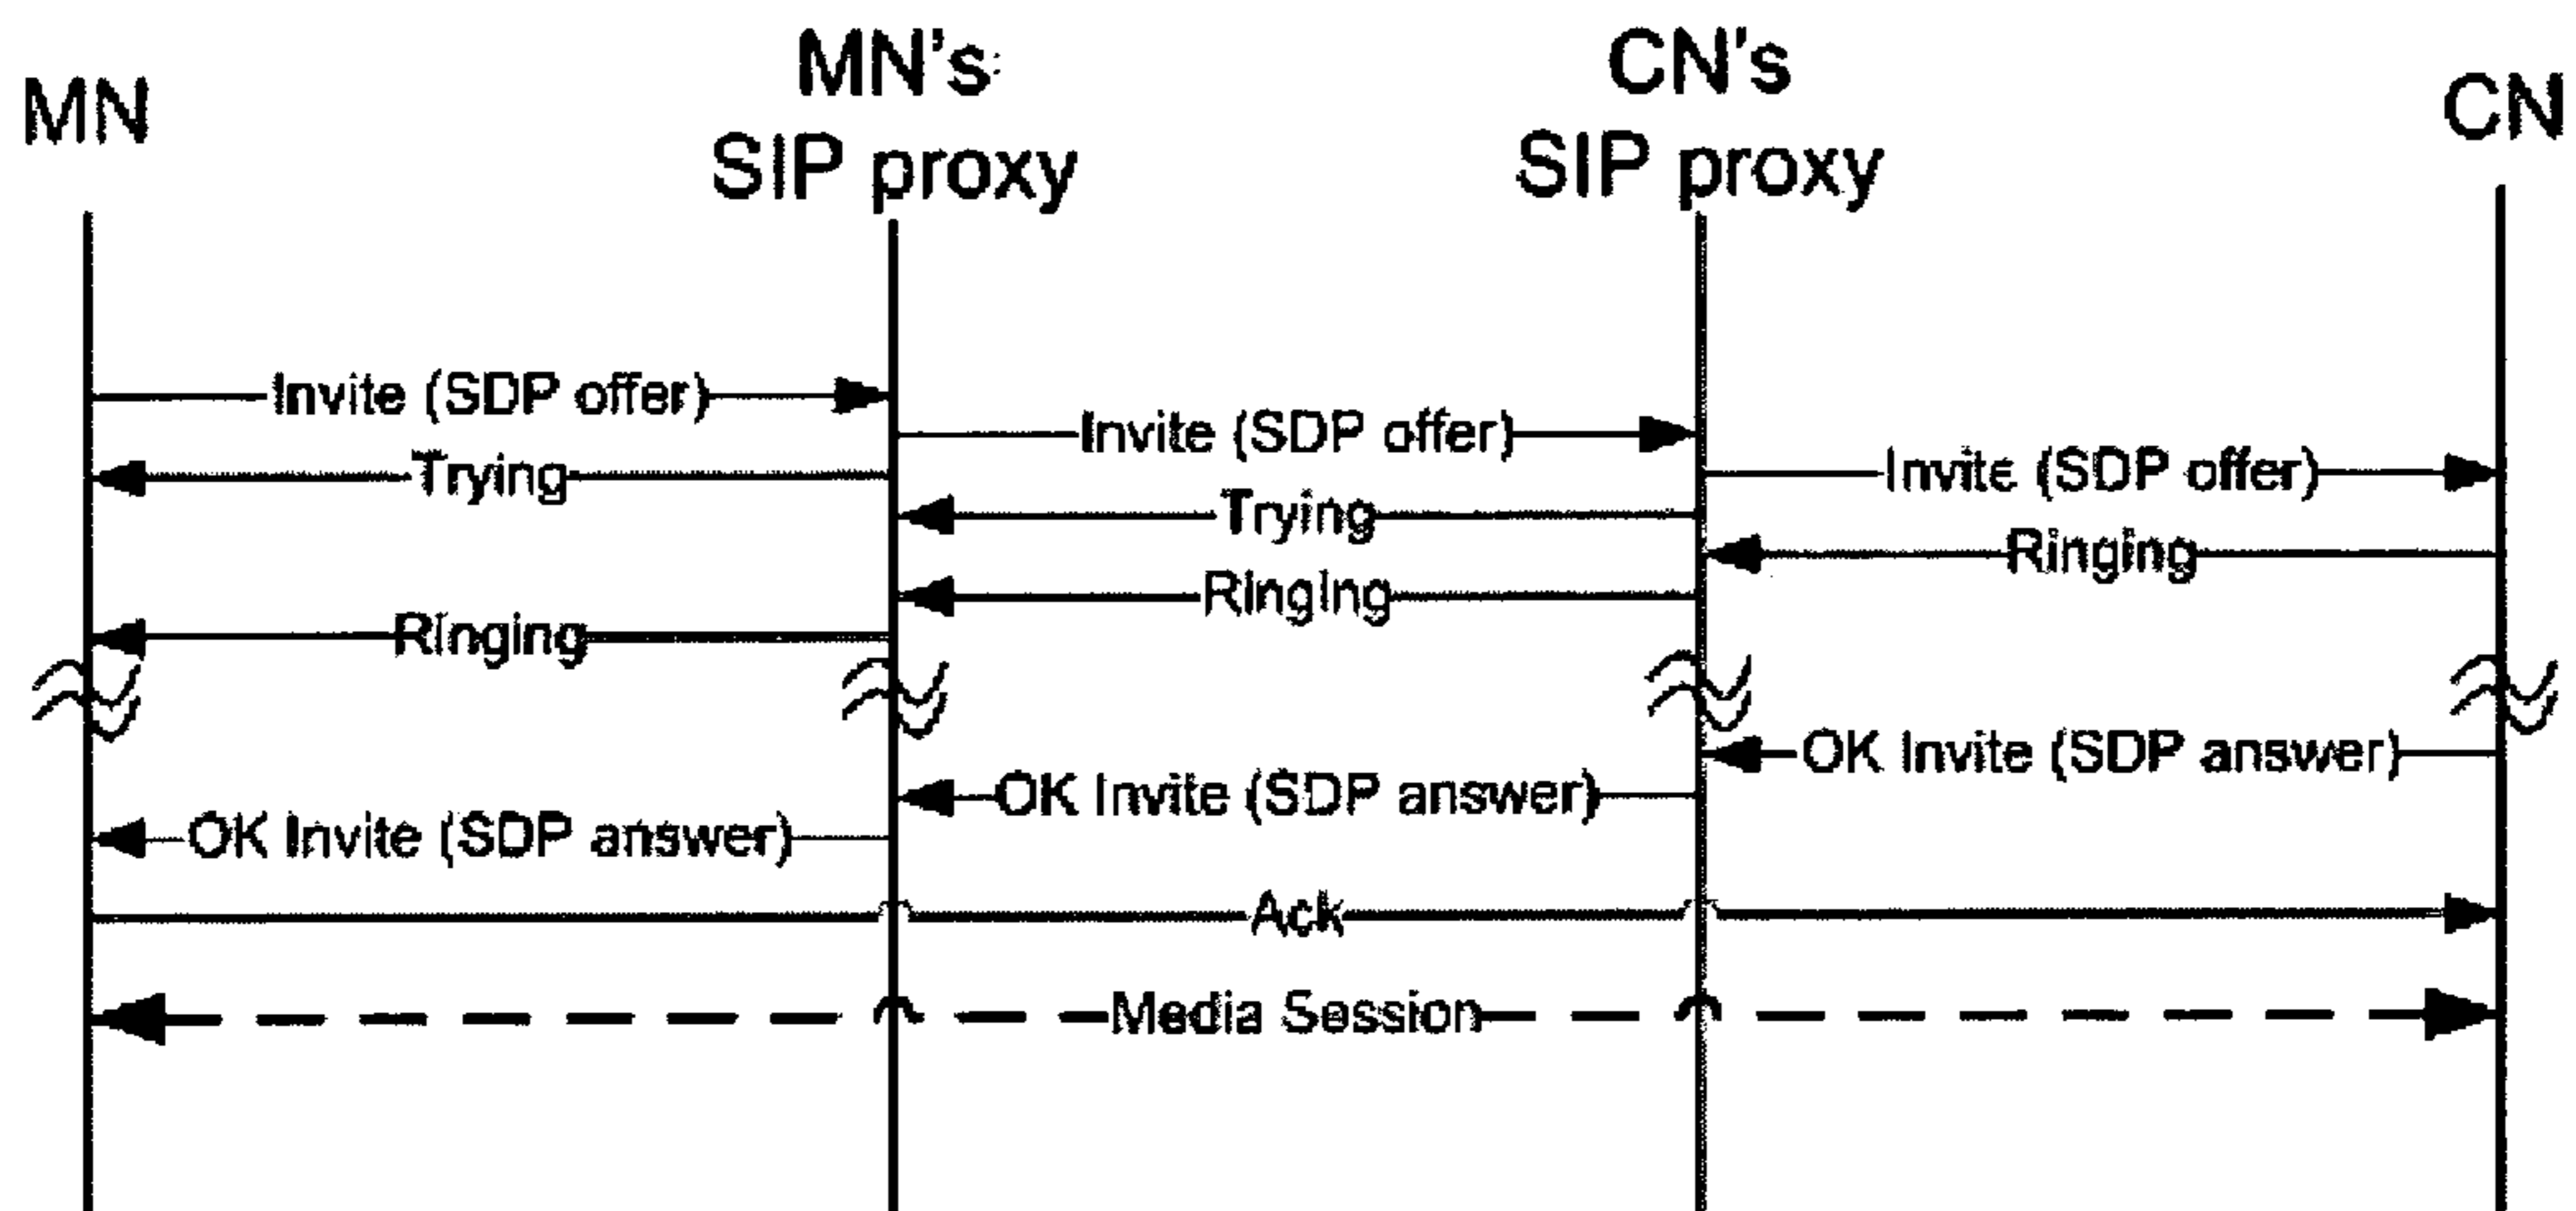 MN
MN's
SIP proxy
CN's
SIP proxy
CN
Invite (SDP offer)
Invite (SDP offer)
Trying
Invite (SDP offer)
Trying
Ringing
Ringing
Ringing
OK Invite (SDP answer)
OK Invite (SDP answer)
OK Invite (SDP answer)
Ack
Media Session